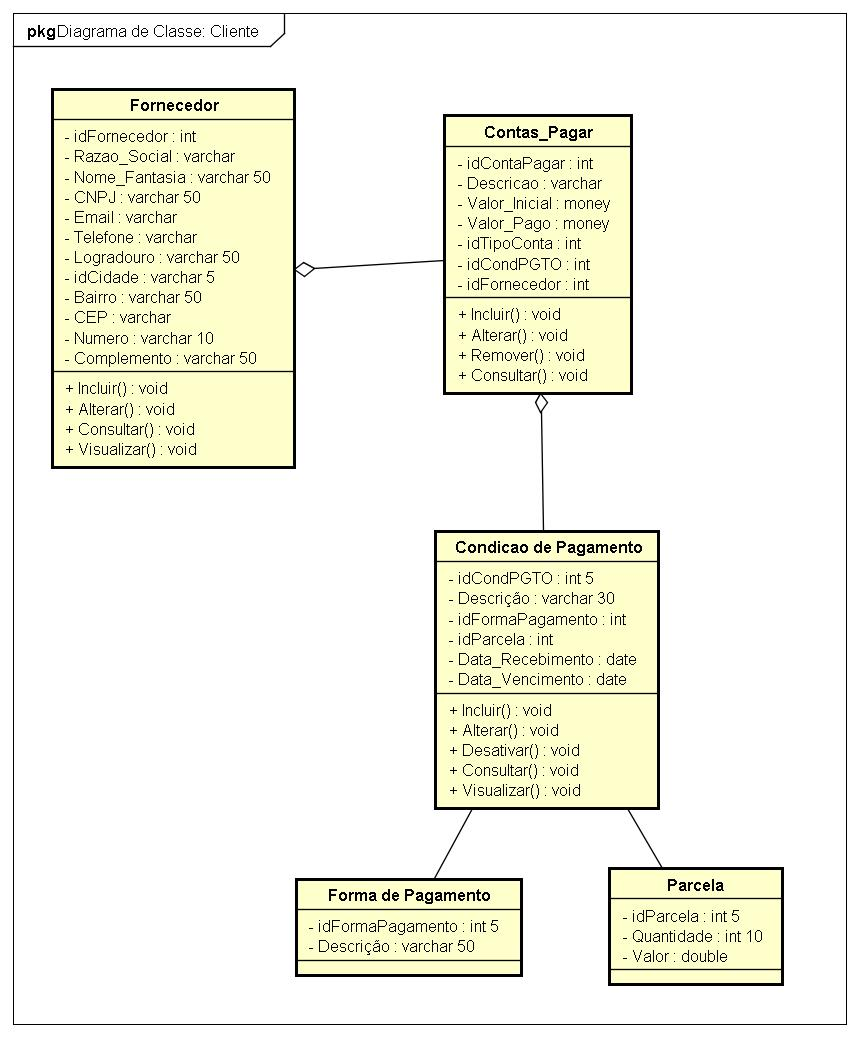 pkg Diagrama de Classe: Cliente
Fornecedor
- idFornecedor : int
- Razao_Social : varchar
- Nome_Fantasia : varchar 50
- CNPJ : varchar 50
- Email : varchar
- Telefone : varchar
- Logradouro : varchar 50
- idCidade : varchar 5
- Bairro : varchar 50
- CEP : varchar
- Numero : varchar 10
- Complemento : varchar 50
+ Incluir() : void
+ Alterar() : void
+ Consultar() : void
+ Visualizar() : void
Contas_Pagar
- idContaPagar : int
- Descricao : varchar
- Valor_Inicial : money
- Valor_Pago : money
- idTipoConta : int
- idCondPGTO : int
- idFornecedor : int
+ Incluir() : void
+ Alterar() : void
+ Remover() : void
+ Consultar() : void
Condicao de Pagamento
- idCondPGTO : int 5
- Descrição : varchar 30
- idFormaPagamento : int
- idParcela : int
- Data_Recebimento : date
- Data_Vencimento : date
+ Incluir() : void
+ Alterar() : void
+ Desativar() : void
+ Consultar() : void
+ Visualizar() : void
Forma de Pagamento
- idFormaPagamento : int 5
- Descrição : varchar 50
Parcela
- idParcela : int 5
- Quantidade : int 10
- Valor : double